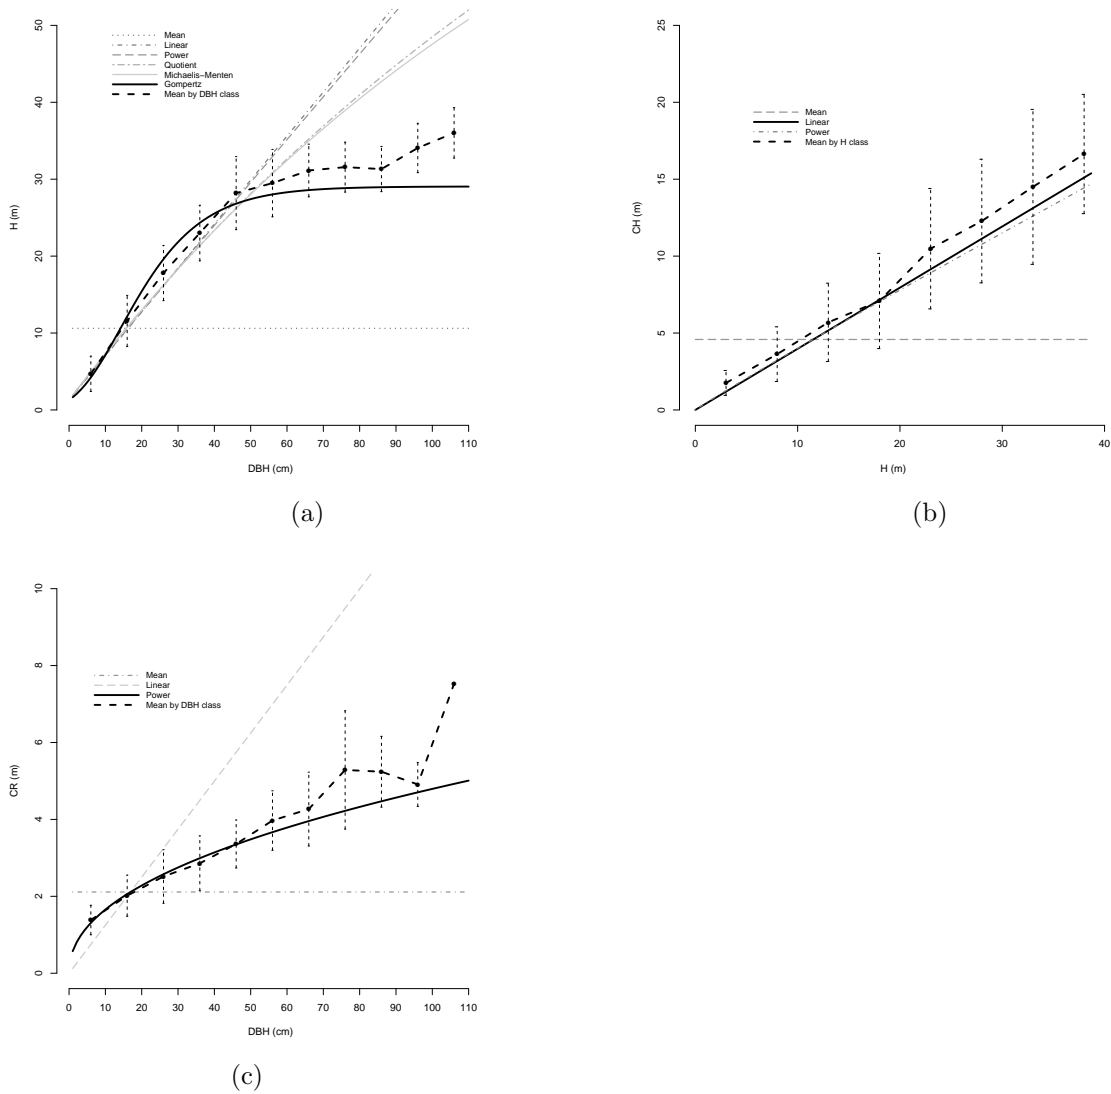 50
40
30
20
10
0
H (m)
Mean
Linear
Power
Quotient
Michaelis−Menten
Gompertz
Mean by DBH class
0 10 20 30 40 50 60 70 80 90 100 110
DBH (cm)
(a)
25
20
15
10
5
0
CH (m)
Mean
Linear
Power
Mean by H class
0 10 20 30 40
H (m)
(b)
10
8
6
4
2
0
CR (m)
Mean
Linear
Power
Mean by DBH class
0 10 20 30 40 50 60 70 80 90 100 110
DBH (cm)
(c)